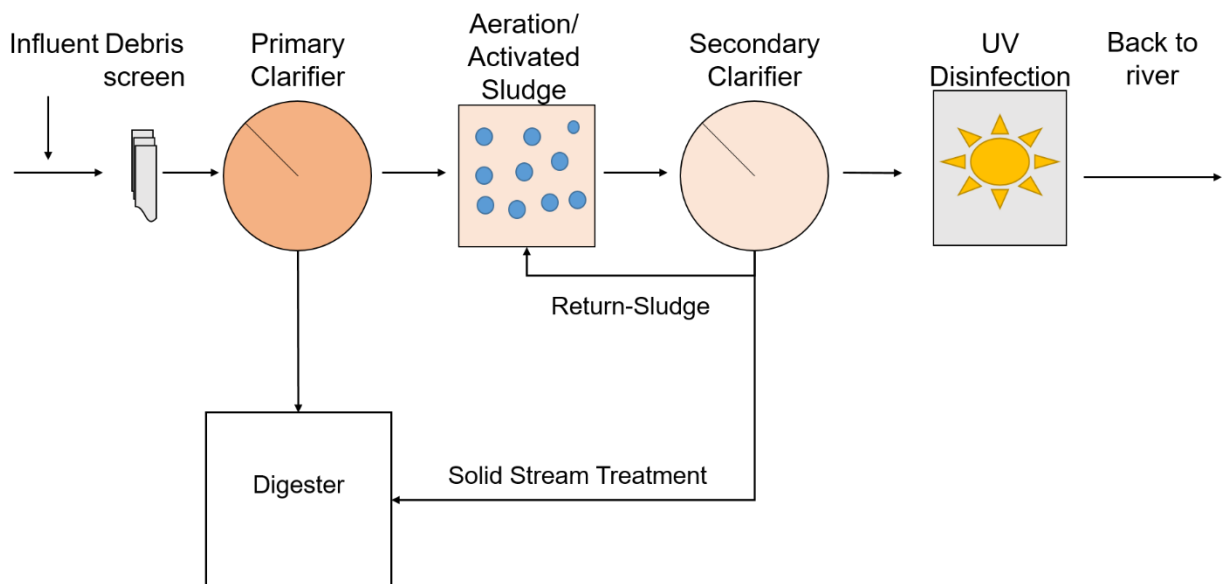 Influent
Debris
screen
Primary
Clarifier
Aeration/
Activated
Sludge
Secondary
Clarifier
UV
Disinfection
Back to
river
Return-Sludge
Solid Stream Treatment
Digester